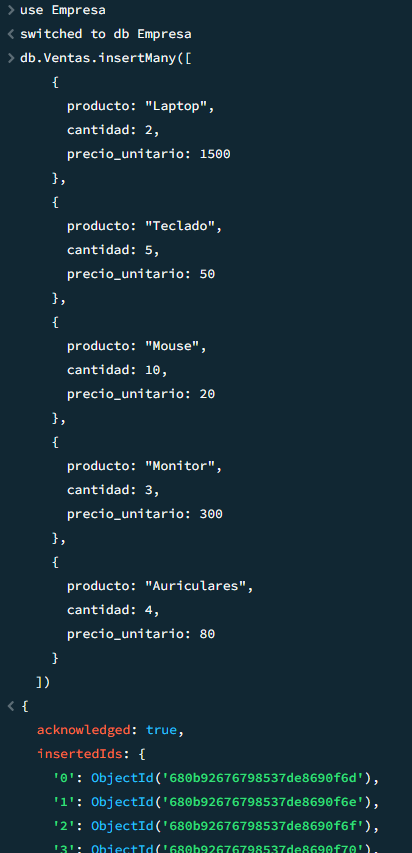 > use Empresa
< switched to db Empresa
> db.Ventas.insertMany([
{
producto: "Laptop",
cantidad: 2,
precio_unitario: 1500
},
{
producto: "Teclado",
cantidad: 5,
precio_unitario: 50
},
{
producto: "Mouse",
cantidad: 10,
precio_unitario: 20
},
{
producto: "Monitor",
cantidad: 3,
precio_unitario: 300
},
{
producto: "Auriculares",
cantidad: 4,
precio_unitario: 80
}
])
< {
acknowledged: true,
insertedIds: {
'0': ObjectId('680b92676798537de8690f6d'),
'1': ObjectId('680b92676798537de8690f6e'),
'2': ObjectId('680b92676798537de8690f6f'),
'3': ObjectId('680b92676798537de8690f70'),